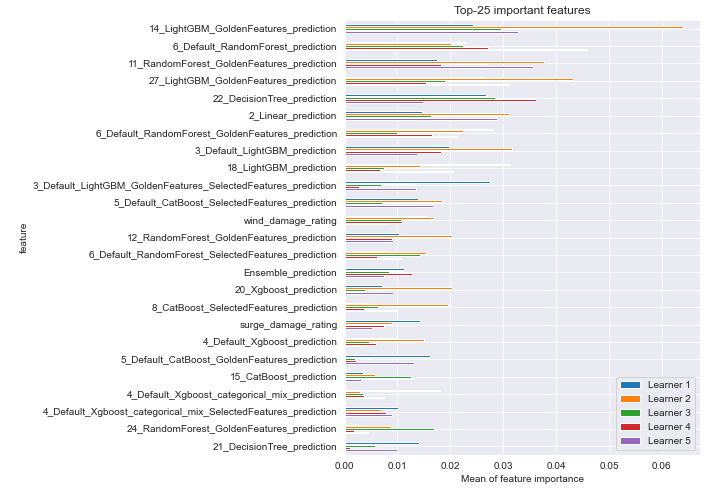 Top-25 important features
14_LightGBM_GoldenFeatures_prediction
6_Default_RandomForest_prediction
11_RandomForest_GoldenFeatures_prediction
27_LightGBM_GoldenFeatures_prediction
22_DecisionTree_prediction
2_Linear_prediction
6_Default_RandomForest_GoldenFeatures_prediction
3_Default_LightGBM_prediction
18_LightGBM_prediction
3_Default_LightGBM_GoldenFeatures_SelectedFeatures_prediction
5_Default_CatBoost_SelectedFeatures_prediction
wind_damage_rating
12_RandomForest_GoldenFeatures_prediction
6_Default_RandomForest_SelectedFeatures_prediction
Ensemble_prediction
20_Xgboost_prediction
8_CatBoost_SelectedFeatures_prediction
surge_damage_rating
4_Default_Xgboost_prediction
5_Default_CatBoost_GoldenFeatures_prediction
15_CatBoost_prediction
4_Default_Xgboost_categorical_mix_prediction
4_Default_Xgboost_categorical_mix_SelectedFeatures_prediction
24_RandomForest_GoldenFeatures_prediction
21_DecisionTree_prediction
feature
Learner 1
Learner 2
Learner 3
Learner 4
Learner 5
0.00 0.01 0.02 0.03 0.04 0.05 0.06
Mean of feature importance